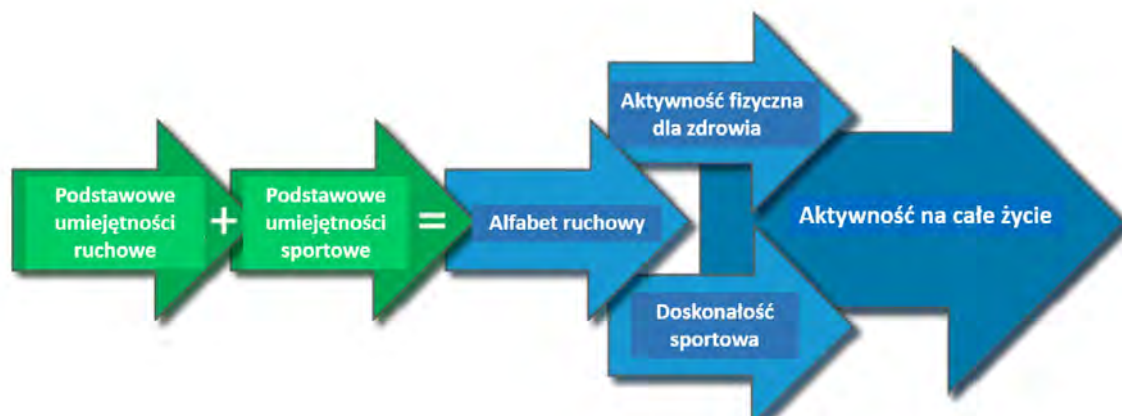 Podstawowe
umiejętności
ruchowe
+
Podstawowe
umiejętności
sportowe
=
Alfabet ruchowy
Aktywność fizyczna
dla zdrowia
Doskonałość
sportowa
Aktywność na całe życie